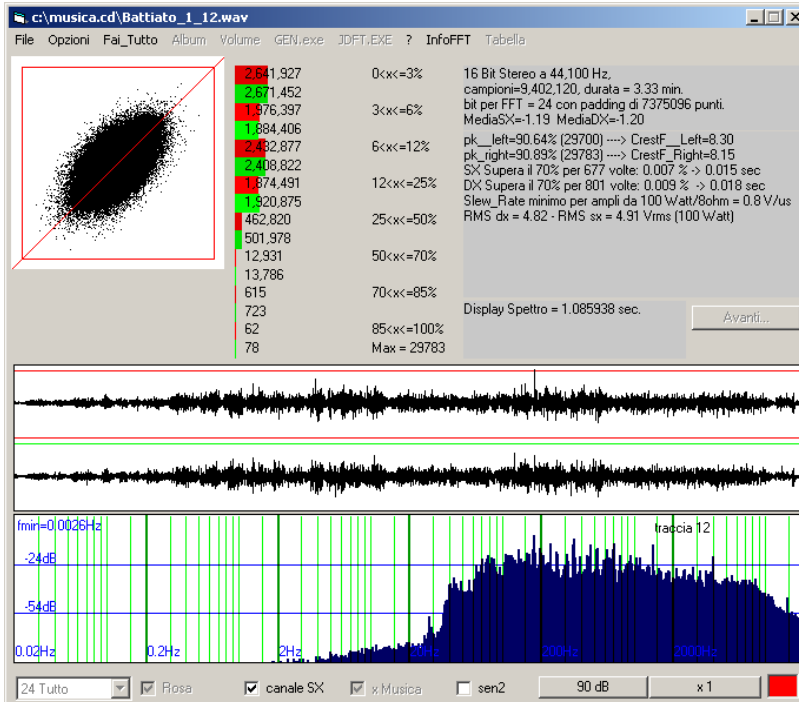 c:\musica.cd\Battiato_1_12.wav
File Opzioni Fai_Tutto Album Volume GEN.exe JDFT.EXE ? InfoFFT Tabella
2,641,927 0<x<=3%
2,671,452
1,976,397 3<x<=6%
1,884,406
2,432,877 6<x<=12%
2,408,822
1,874,491 12<x<=25%
1,920,875
462,820 25<x<=50%
501,978
12,931 50<x<=70%
13,786
615 70<x<=85%
723
62 85<x<=100%
78 Max = 29783
16 Bit Stereo a 44,100 Hz,
campioni=9,402,120, durata = 3.33 min.
bit per FFT = 24 con padding di 7375096 punti.
MediaSX=-1.19 MediaDX=-1.20
pk__left=90.64% (29700) ----> CrestF__Left=8.30
pk_right=90.89% (29783) ----> CrestF_Right=8.15
SX Supera il 70% per 677 volte: 0.007 % -> 0.015 sec
DX Supera il 70% per 801 volte: 0.009 % -> 0.018 sec
Slew_Rate minimo per ampli da 100 Watt/8ohm = 0.8 V/us
RMS dx = 4.82 - RMS sx = 4.91 Vrms (100 Watt)
Display Spettro = 1.085938 sec.
Avanti...
fmin=0.0026Hz traccia 12
-24dB
-54dB
0.02Hz 0.2Hz 2Hz 20Hz 200Hz 2000Hz
24 Tutto Rosa canale SX x Musica sen2 90 dB x 1